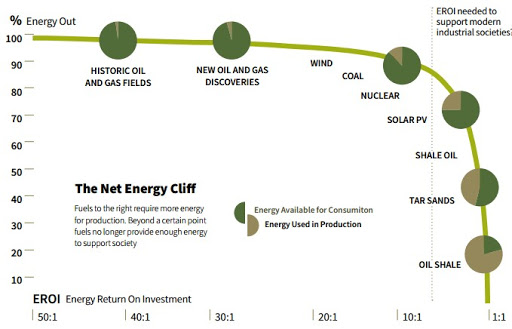 % Energy Out
EROI needed to
support modern
industrial societies?
100
90
80
70
60
50
40
30
20
10
HISTORIC OIL
AND GAS FIELDS
NEW OIL AND GAS
DISCOVERIES
WIND
COAL
NUCLEAR
SOLAR PV
SHALE OIL
TAR SANDS
OIL SHALE
The Net Energy Cliff
Fuels to the right require more energy
for production. Beyond a certain point
fuels no longer provide enough energy
to support society
Energy Available for Consumiton
Energy Used in Production
EROI Energy Return On Investment
50:1
40:1
30:1
20:1
10:1
1:1